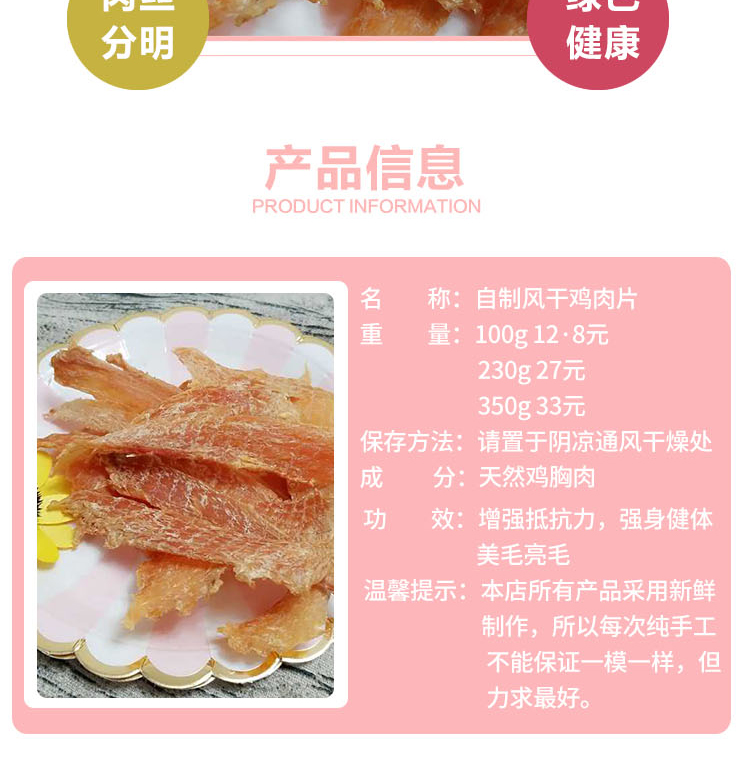 肉丝
分明
绿色
健康
产品信息
PRODUCT INFORMATION
名 称：自制风干鸡肉片
重 量：100g 12·8元
230g 27元
350g 33元
保存方法：请置于阴凉通风干燥处
成 分：天然鸡胸肉
功 效：增强抵抗力，强身健体
美毛亮毛
温馨提示：本店所有产品采用新鲜
制作，所以每次纯手工
不能保证一模一样，但
力求最好。